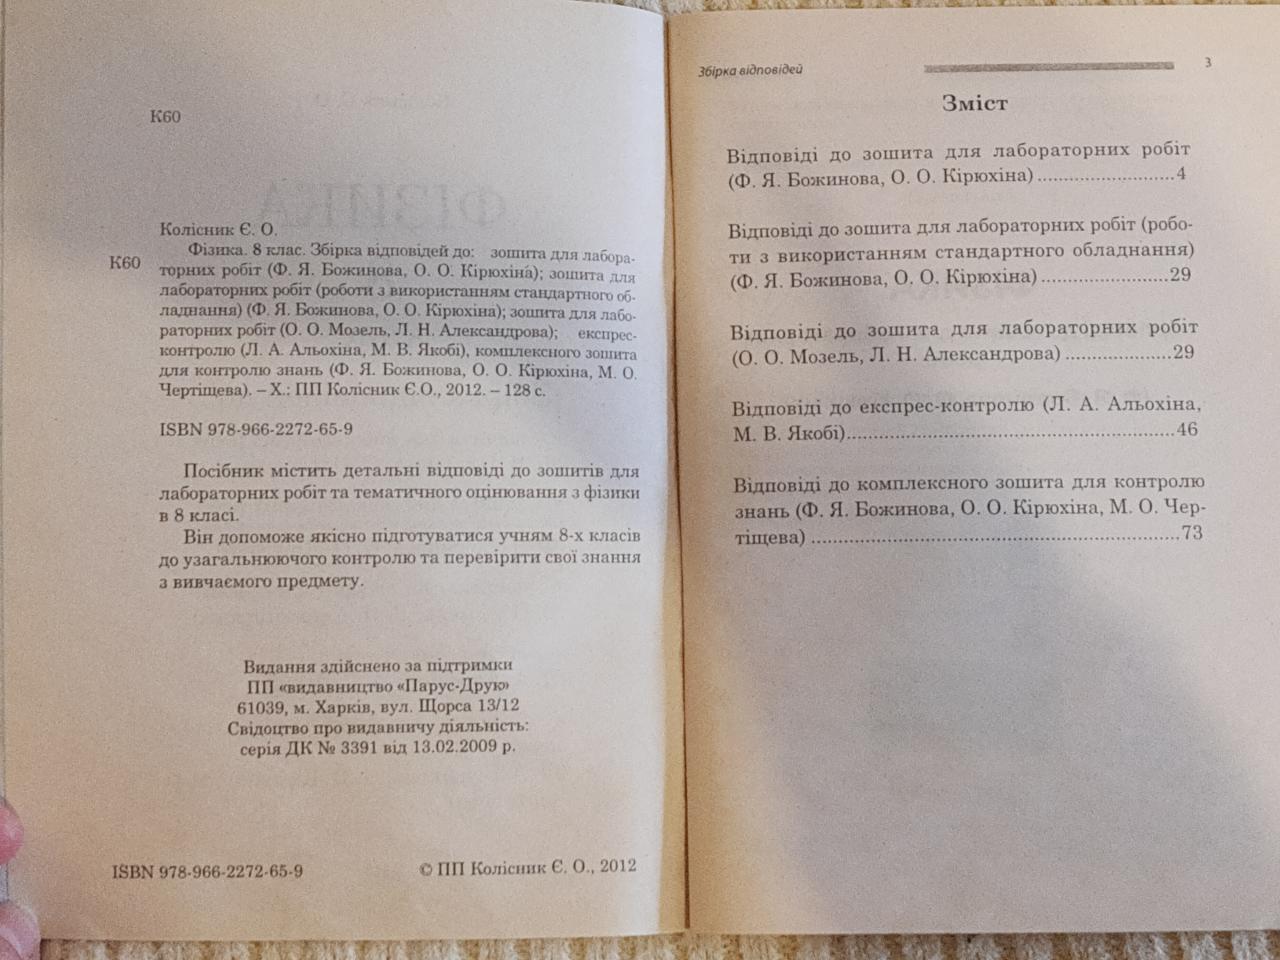 К60
Колісник Є. О.
К60
Фізика. 8 клас. Збірка відповідей до: зошита для лабора-
торних робіт (Ф. Я. Божинова, О. О. Кірюхіна); зошита для
лабораторних робіт (роботи з використанням стандартного об-
ладнання) (Ф. Я. Божинова, О. О. Кірюхіна); зошита для лабо-
раторних робіт (О. О. Мозель, Л. Н. Александрова); експрес-
контролю (Л. А. Альохіна, М. В. Якобі), комплексного зошита
для контролю знань (Ф. Я. Божинова, О. О. Кірюхіна, М. О.
Чертіщева). – Х.: ПП Колісник Є.О., 2012. – 128 с.
ISBN 978-966-2272-65-9
Посібник містить детальні відповіді до зошитів для
лабораторних робіт та тематичного оцінювання з фізики
в 8 класі.
Він допоможе якісно підготуватися учням 8-х класів
до узагальнюючого контролю та перевірити свої знання
з вивчаємого предмету.
Видання здійснено за підтримки
ПП «видавництво «Парус-Друк»
61039, м. Харків, вул. Щорса 13/12
Свідоцтво про видавничу діяльність:
серія ДК № 3391 від 13.02.2009 р.
ISBN 978-966-2272-65-9
© ПП Колісник Є. О., 2012
Збірка відповідей 3
Зміст
Відповіді до зошита для лабораторних робіт
(Ф. Я. Божинова, О. О. Кірюхіна).........................4
Відповіді до зошита для лабораторних робіт (робо-
ти з використанням стандартного обладнання)
(Ф. Я. Божинова, О. О. Кірюхіна).......................29
Відповіді до зошита для лабораторних робіт
(О. О. Мозель, Л. Н. Александрова)...................29
Відповіді до експрес-контролю (Л. А. Альохіна,
М. В. Якобі)..........................................................46
Відповіді до комплексного зошита для контролю
знань (Ф. Я. Божинова, О. О. Кірюхіна, М. О. Чер-
тіщева) ..................................................................73